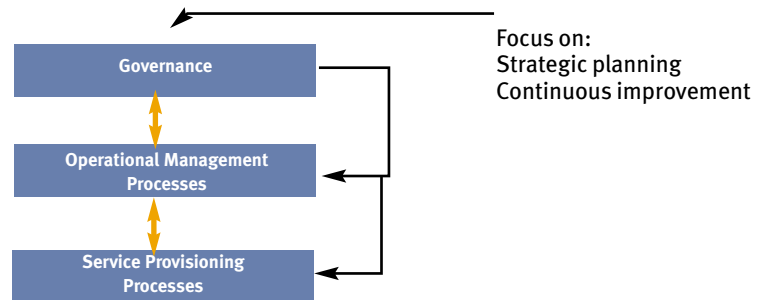 Focus on:
Strategic planning
Continuous improvement
Governance
Operational Management
Processes
Service Provisioning
Processes